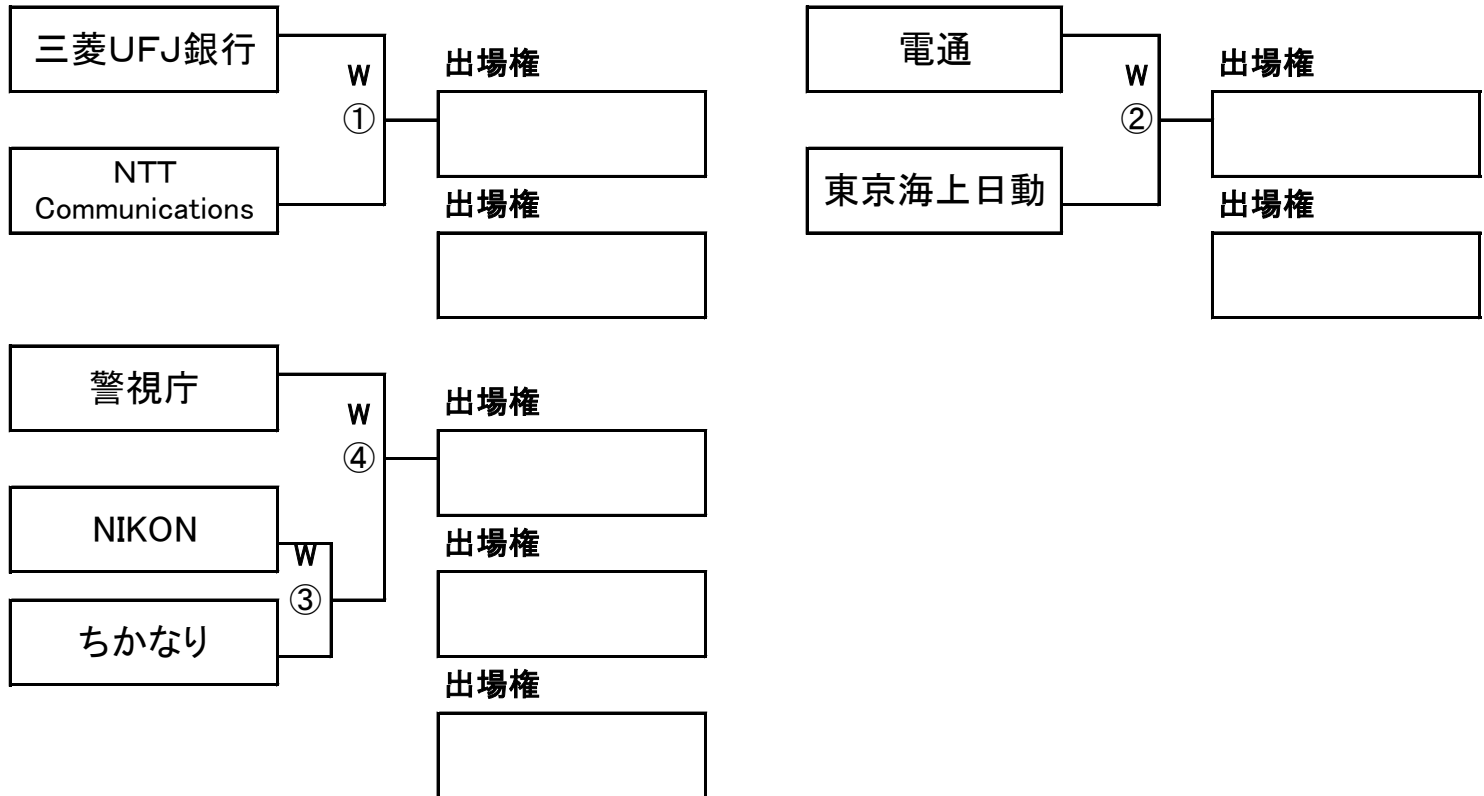 三菱UFJ銀行
W
①
出場権
NTT
Communications
出場権
電通
W
②
出場権
東京海上日動
出場権
警視庁
W
④
出場権
NIKON
W
③
出場権
ちかなり
出場権